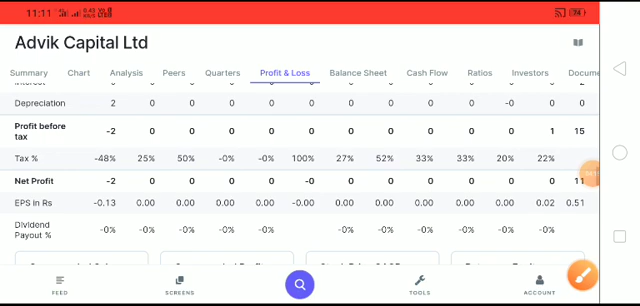 11:11
Advik Capital Ltd
Summary Chart Analysis Peers Quarters Profit & Loss Balance Sheet Cash Flow Ratios Investors Docume
Depreciation 2 0 0 0 0 0 0 0 0 0 -0 0 0
Profit before tax -2 0 0 0 0 0 0 0 0 0 0 1 15
Tax % -48% 25% 50% -0% -0% 100% 27% 52% 33% 33% 20% 22%
Net Profit -2 0 0 0 0 -0 0 0 0 0 0 0 11
EPS in Rs -0.13 0.00 0.00 0.00 0.00 -0.00 0.00 0.00 0.00 0.00 0.00 0.02 0.51
Dividend Payout % -0% -0% -0% -0% -0% -0% -0% -0% -0% -0% -0%
FEED SCREENS TOOLS ACCOUNT